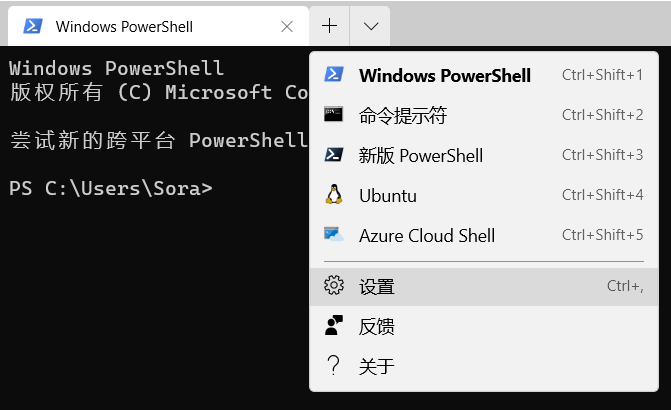 Windows PowerShell
Windows PowerShell
版权所有 (C) Microsoft Co
尝试新的跨平台 PowerShell
PS C:\Users\Sora>
Windows PowerShell Ctrl+Shift+1
命令提示符 Ctrl+Shift+2
新版 PowerShell Ctrl+Shift+3
Ubuntu Ctrl+Shift+4
Azure Cloud Shell Ctrl+Shift+5
设置 Ctrl+,
反馈
关于